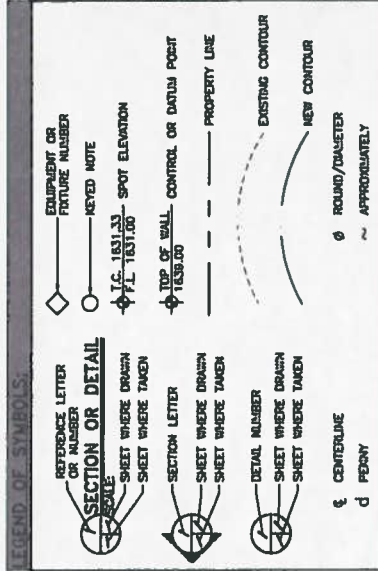 LEGEND OF SYMBOLS:
REFERENCE LETTER
OR NUMBER
SECTION OR DETAIL
SCALE:
SHEET WHERE DRAWN
SHEET WHERE TAKEN
SECTION LETTER
SHEET WHERE DRAWN
SHEET WHERE TAKEN
DETAIL NUMBER
SHEET WHERE DRAWN
SHEET WHERE TAKEN
℄ CENTERLINE
d PENNY
EQUIPMENT OR
FIXTURE NUMBER
KEYED NOTE
T.C. 1631.33
F.L. 1631.00
SPOT ELEVATION
TOP OF WALL
1639.00
CONTROL OR DATUM POINT
PROPERTY LINE
EXISTING CONTOUR
NEW CONTOUR
Ø ROUND/DIAMETER
~ APPROXIMATELY